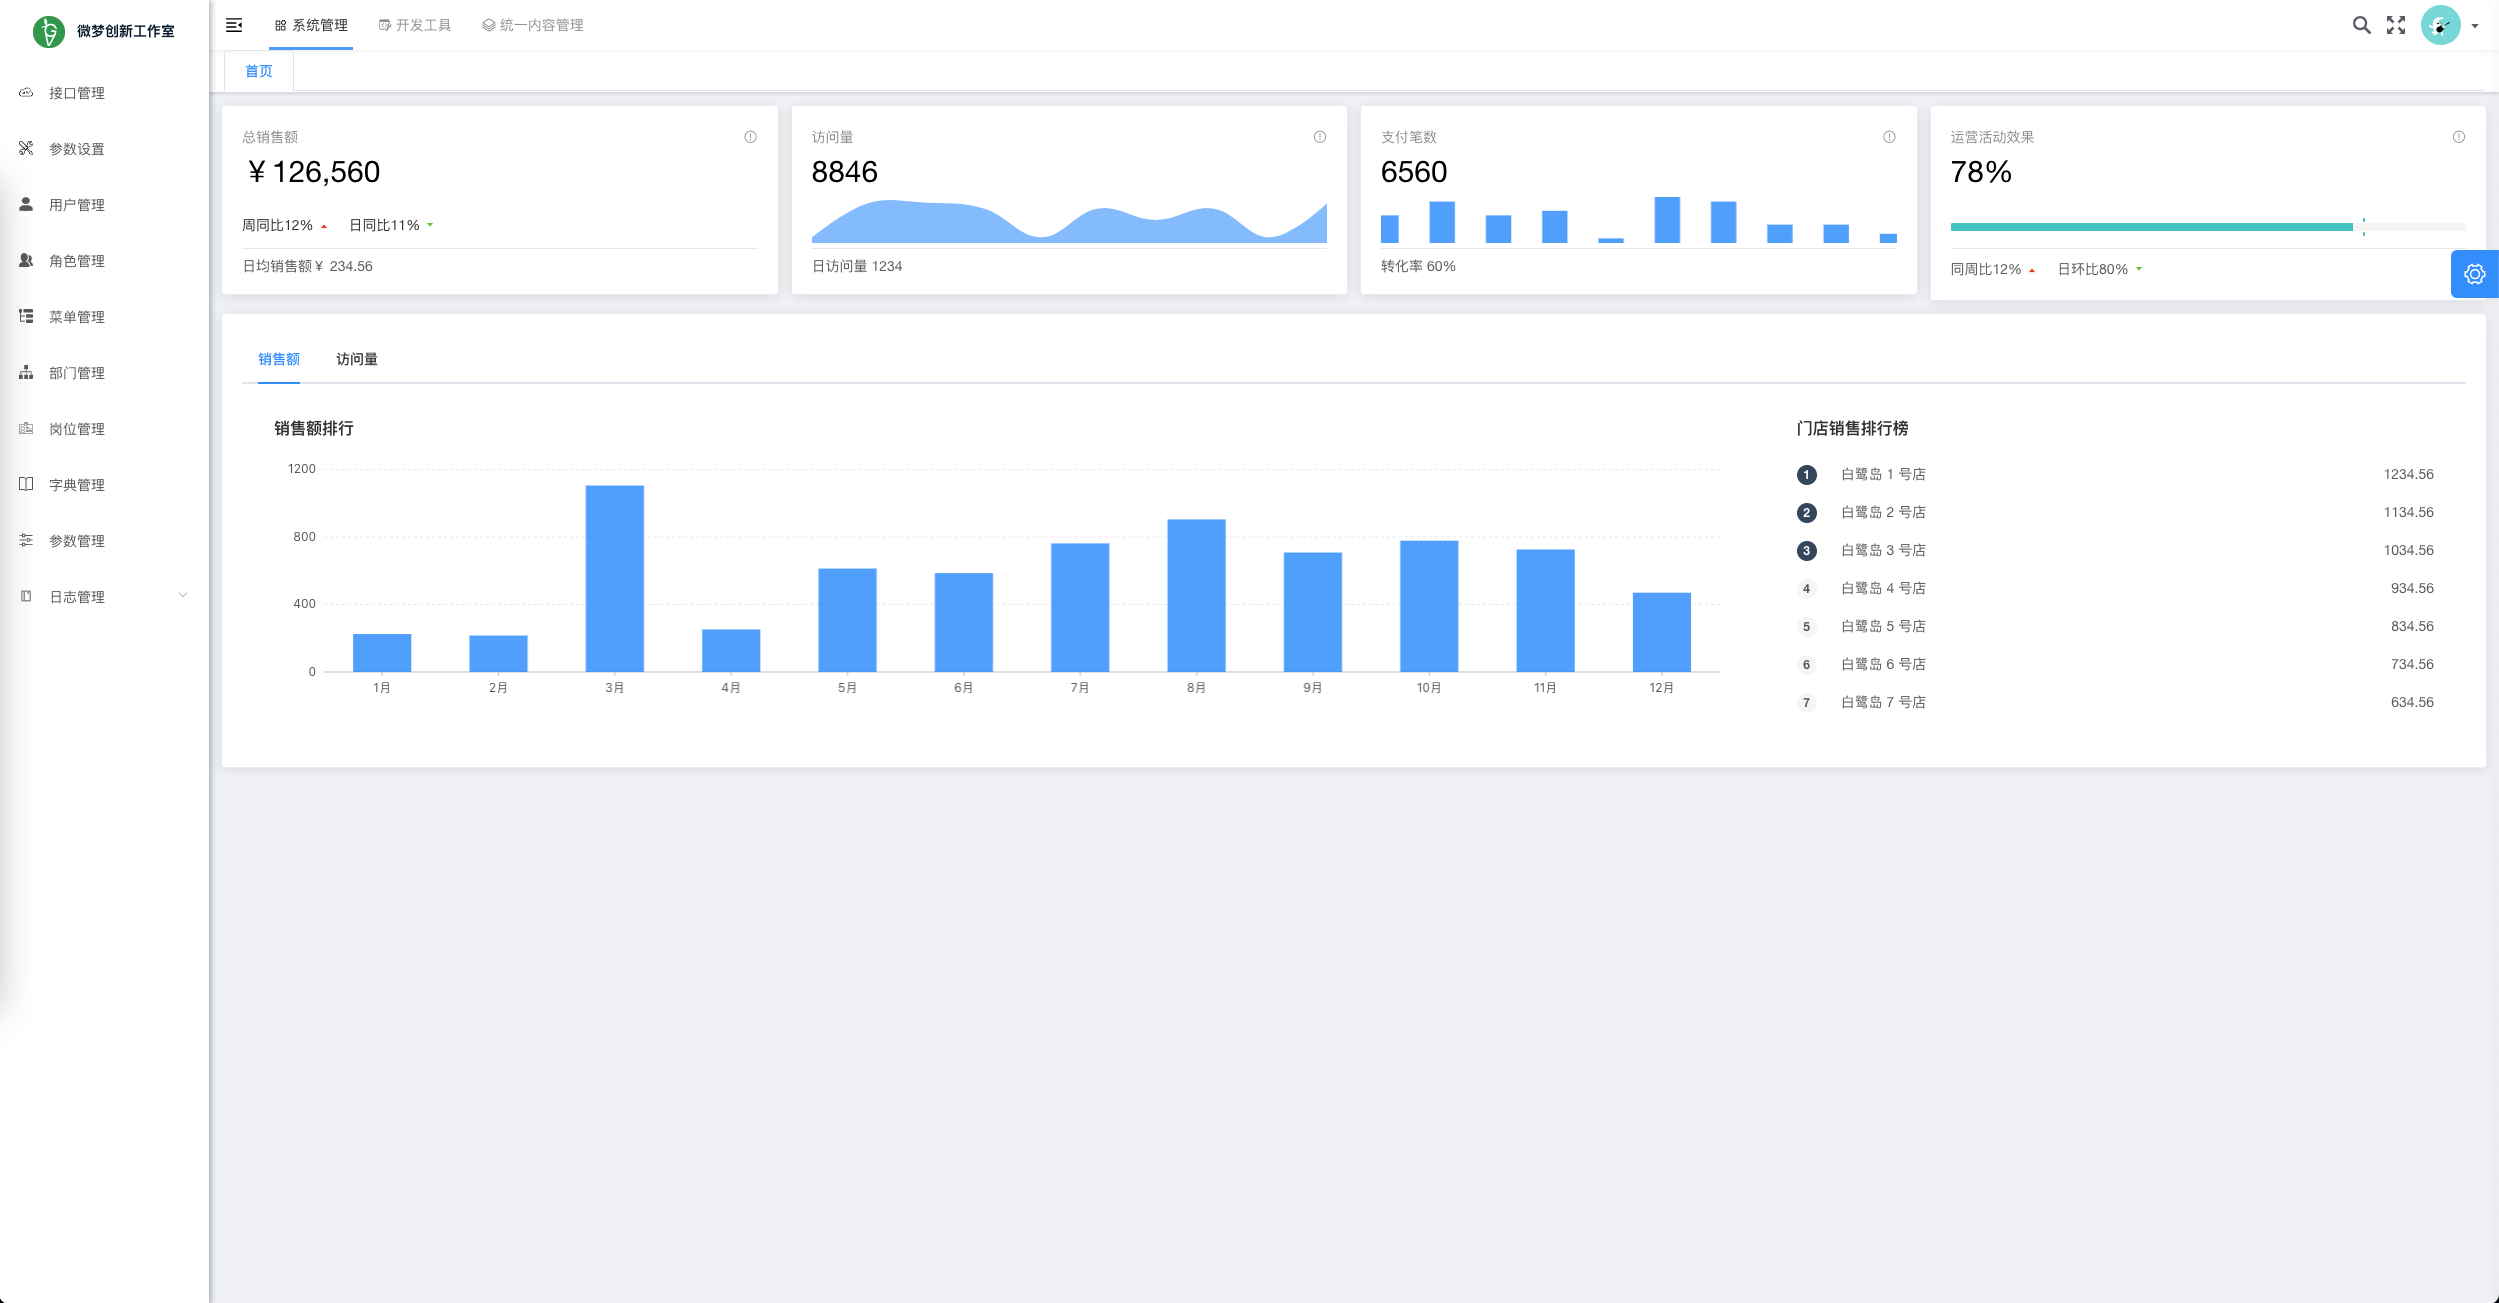 微梦创新工作室
系统管理
开发工具
统一内容管理
首页
接口管理
参数设置
用户管理
角色管理
菜单管理
部门管理
岗位管理
字典管理
参数管理
日志管理
总销售额
￥126,560
周同比12% 日同比11%
日均销售额￥ 234.56
访问量
8846
日访问量 1234
支付笔数
6560
转化率 60%
运营活动效果
78%
同周比12% 日环比80%
销售额 访问量
销售额排行
1200
800
400
0
1月 2月 3月 4月 5月 6月 7月 8月 9月 10月 11月 12月
门店销售排行榜
1 白鹭岛 1 号店 1234.56
2 白鹭岛 2 号店 1134.56
3 白鹭岛 3 号店 1034.56
4 白鹭岛 4 号店 934.56
5 白鹭岛 5 号店 834.56
6 白鹭岛 6 号店 734.56
7 白鹭岛 7 号店 634.56